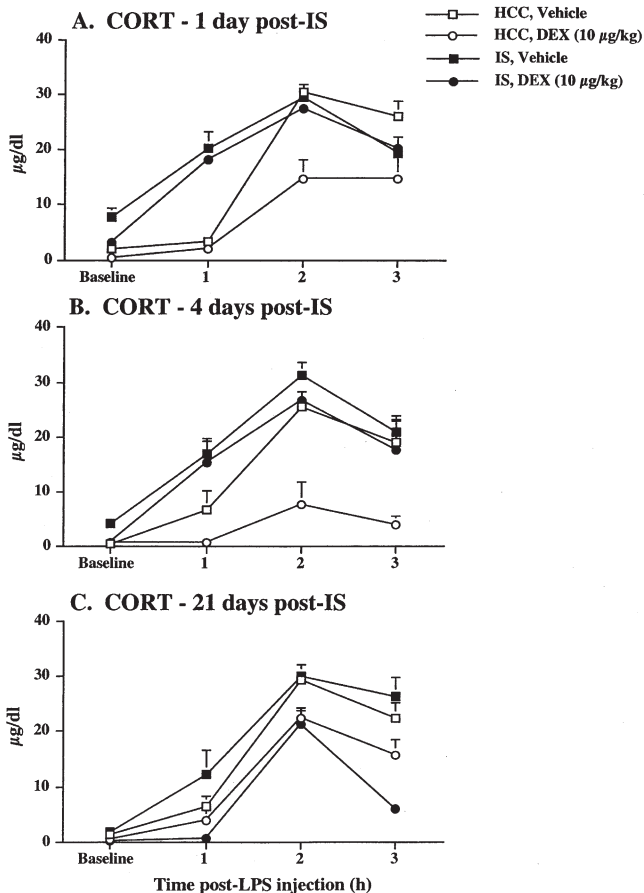 A. CORT - 1 day post-IS
HCC, Vehicle
HCC, DEX (10 µg/kg)
IS, Vehicle
IS, DEX (10 µg/kg)
40
30
20
10
0
µg/dl
Baseline 1 2 3
B. CORT - 4 days post-IS
40
30
20
10
0
µg/dl
Baseline 1 2 3
C. CORT - 21 days post-IS
40
30
20
10
0
µg/dl
Baseline 1 2 3
Time post-LPS injection (h)